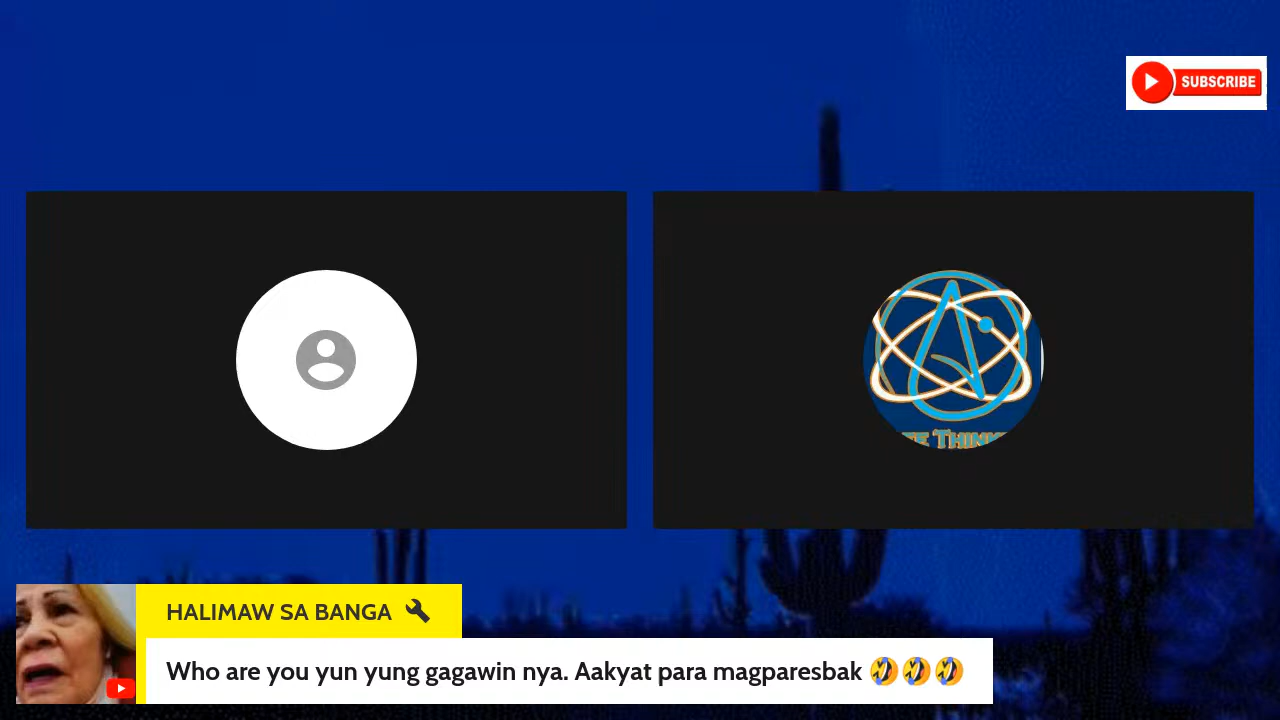 SUBSCRIBE
HALIMAW SA BANGA
Who are you yun yung gagawin nya. Aakyat para magparesbak 🤣🤣🤣